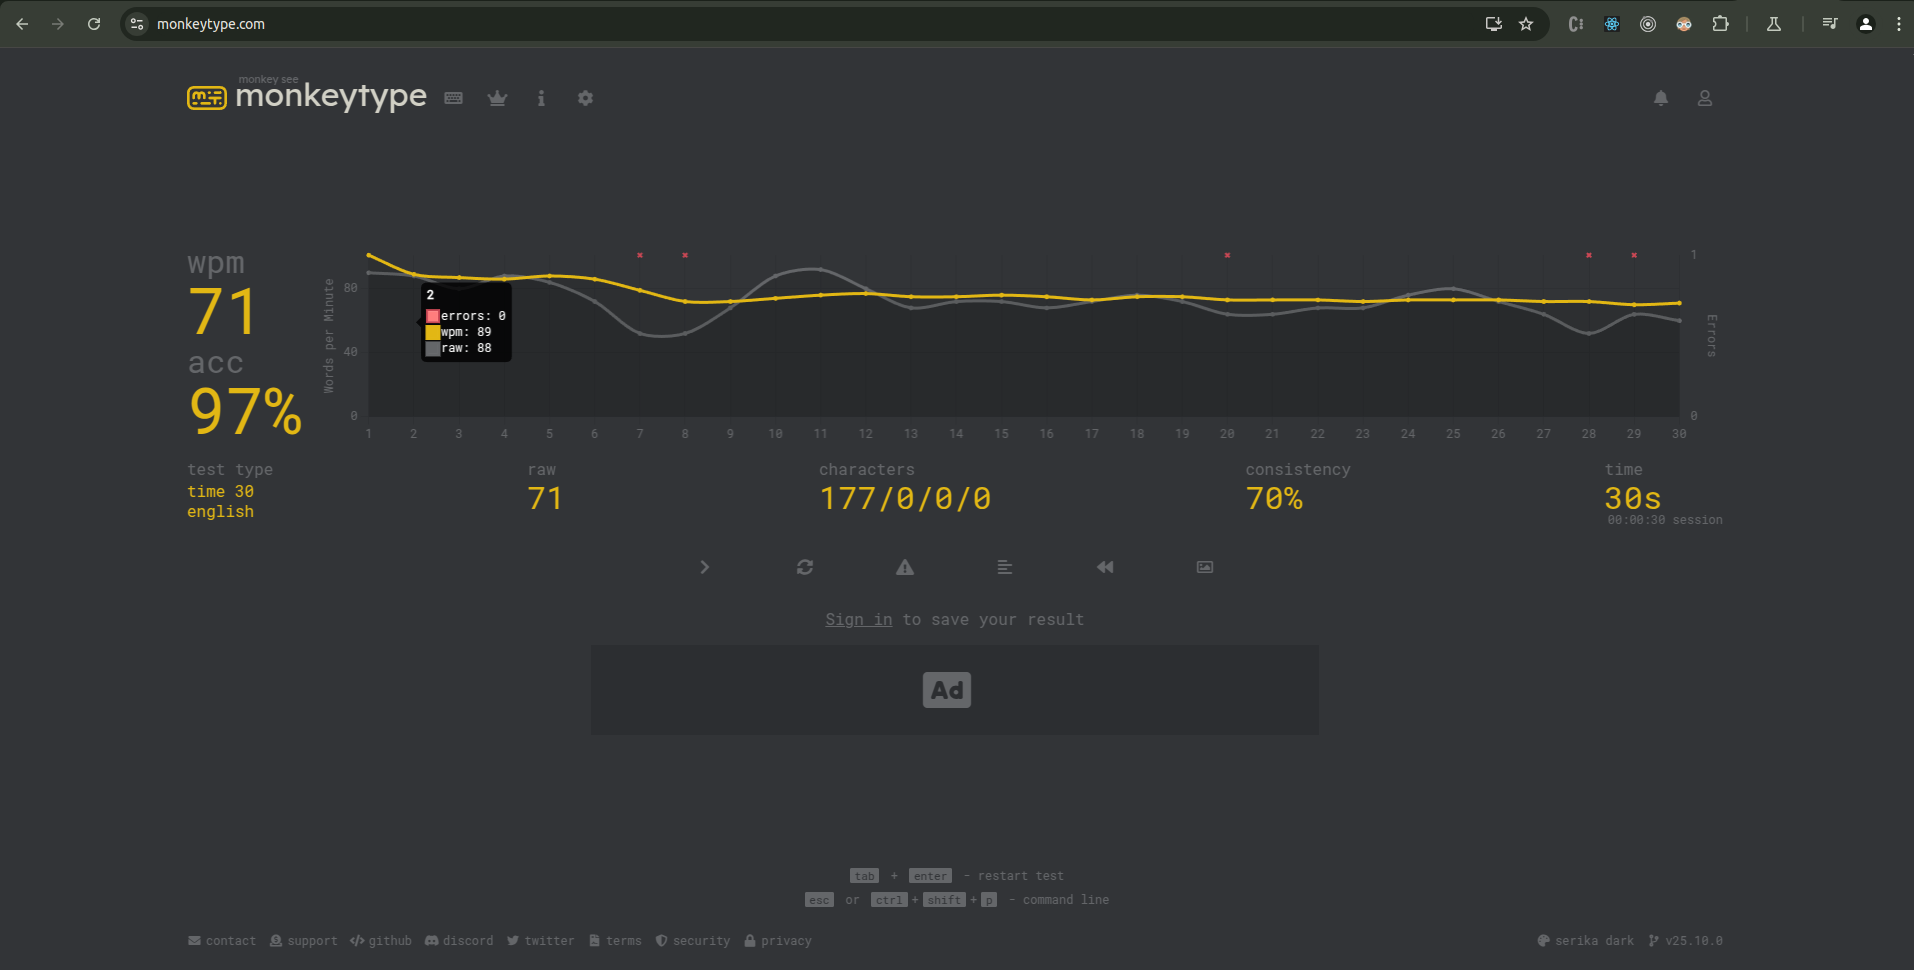 monkeytype.com
monkey see
monkeytype
wpm
71
acc
97%
Words per Minute
80
40
0
2
errors: 0
wpm: 89
raw: 88
1
0
Errors
1 2 3 4 5 6 7 8 9 10 11 12 13 14 15 16 17 18 19 20 21 22 23 24 25 26 27 28 29 30
test type
time 30
english
raw
71
characters
177/0/0/0
consistency
70%
time
30s
00:00:30 session
Sign in to save your result
Ad
tab + enter - restart test
esc or ctrl + shift + p - command line
contact support github discord twitter terms security privacy
serika dark v25.10.0